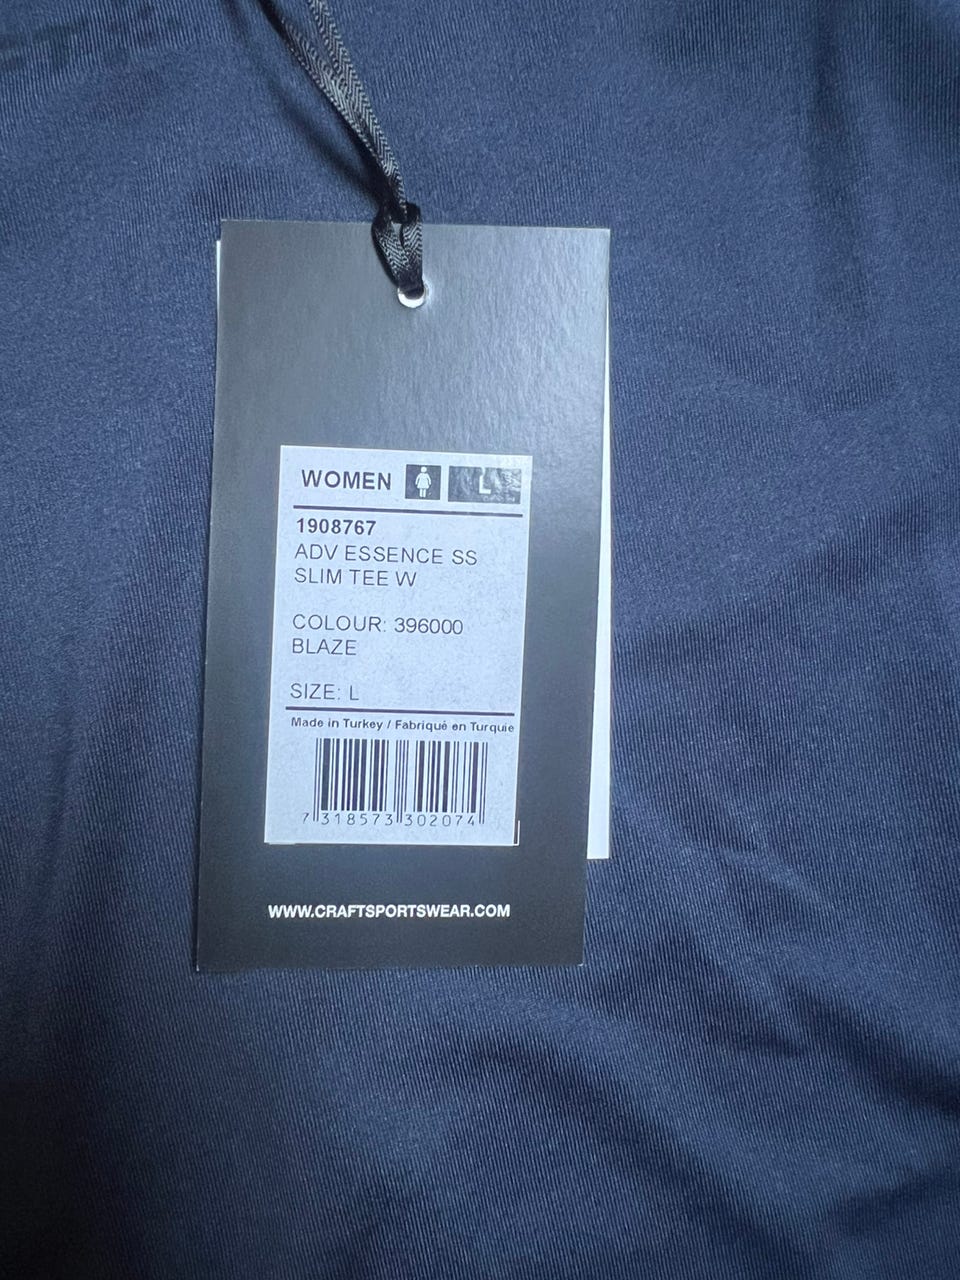 WOMEN L
1908767
ADV ESSENCE SS
SLIM TEE W
COLOUR: 396000
BLAZE
SIZE: L
Made in Turkey / Fabriqué en Turquie
7 318573 302074
WWW.CRAFTSPORTSWEAR.COM